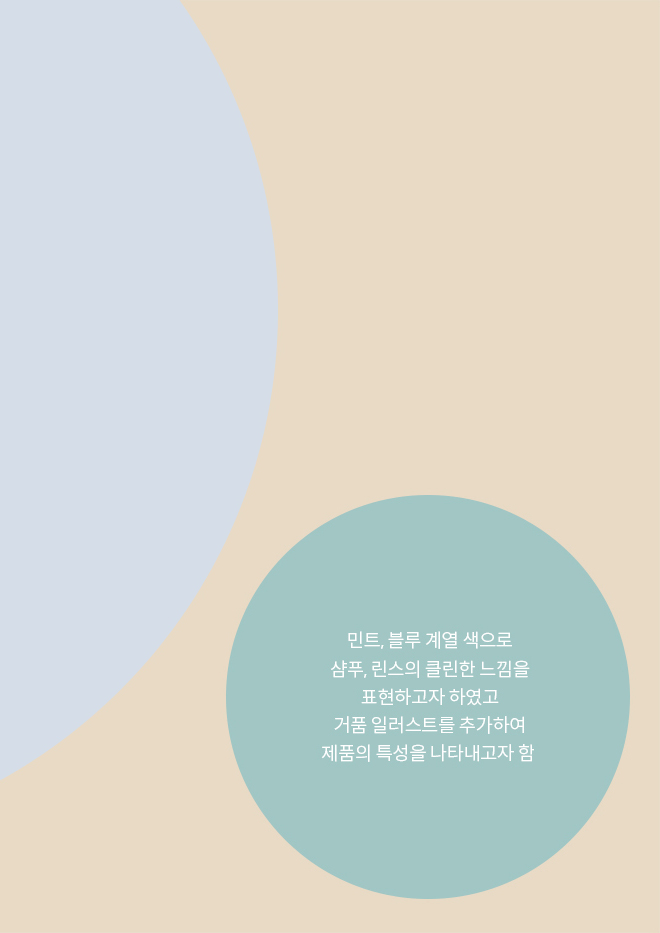 민트, 블루 계열 색으로
샴푸, 린스의 클린한 느낌을
표현하고자 하였고
거품 일러스트를 추가하여
제품의 특성을 나타내고자 함